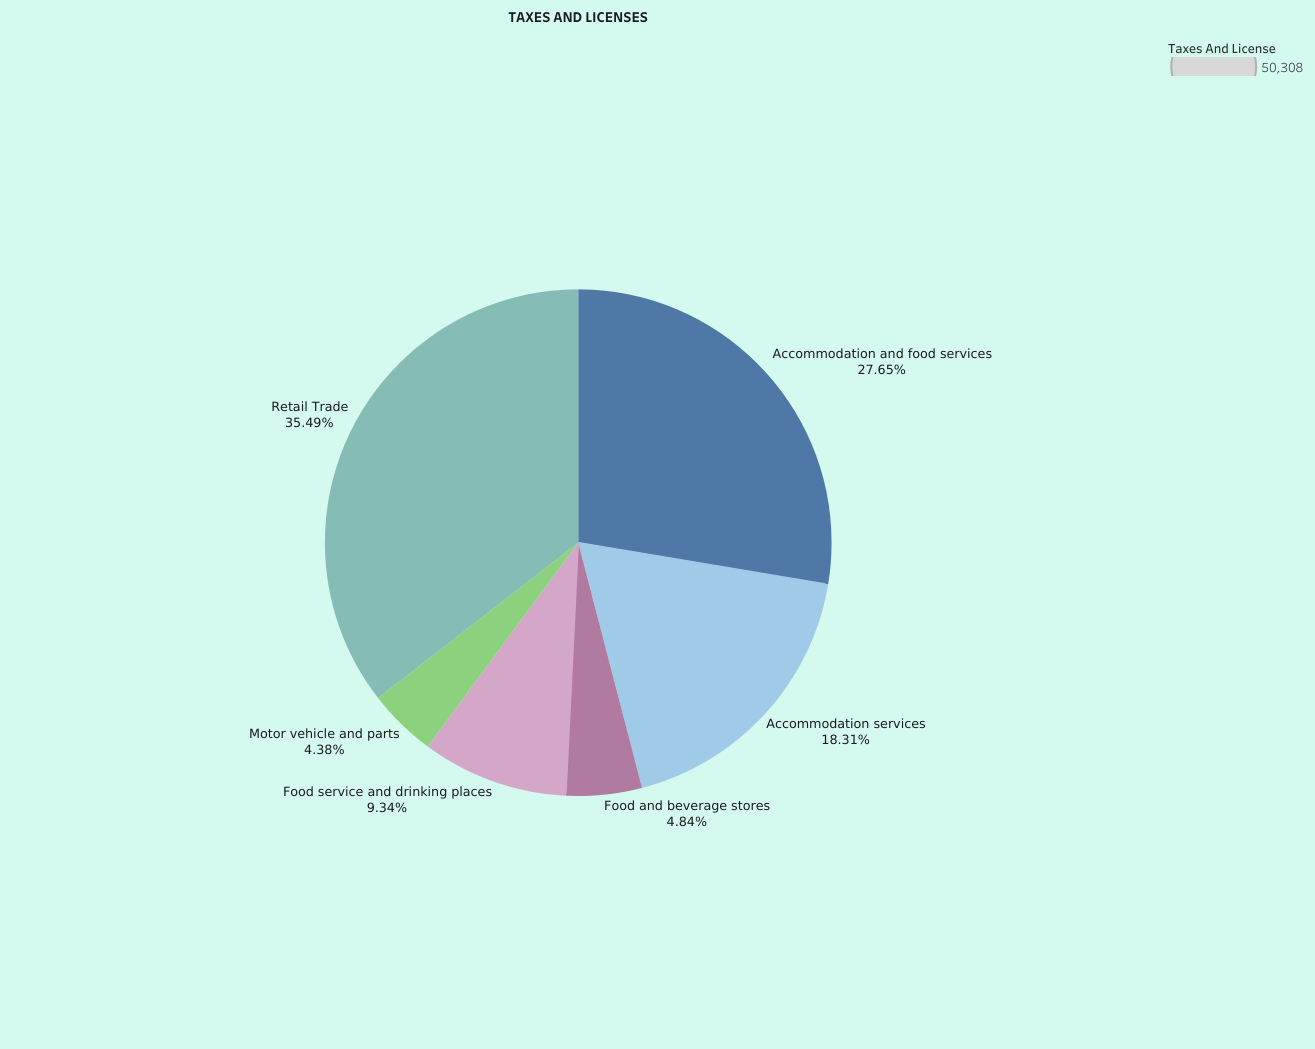 TAXES AND LICENSES
Taxes And License
50,308
Accommodation and food services
27.65%
Retail Trade
35.49%
Accommodation services
18.31%
Motor vehicle and parts
4.38%
Food service and drinking places
9.34%
Food and beverage stores
4.84%